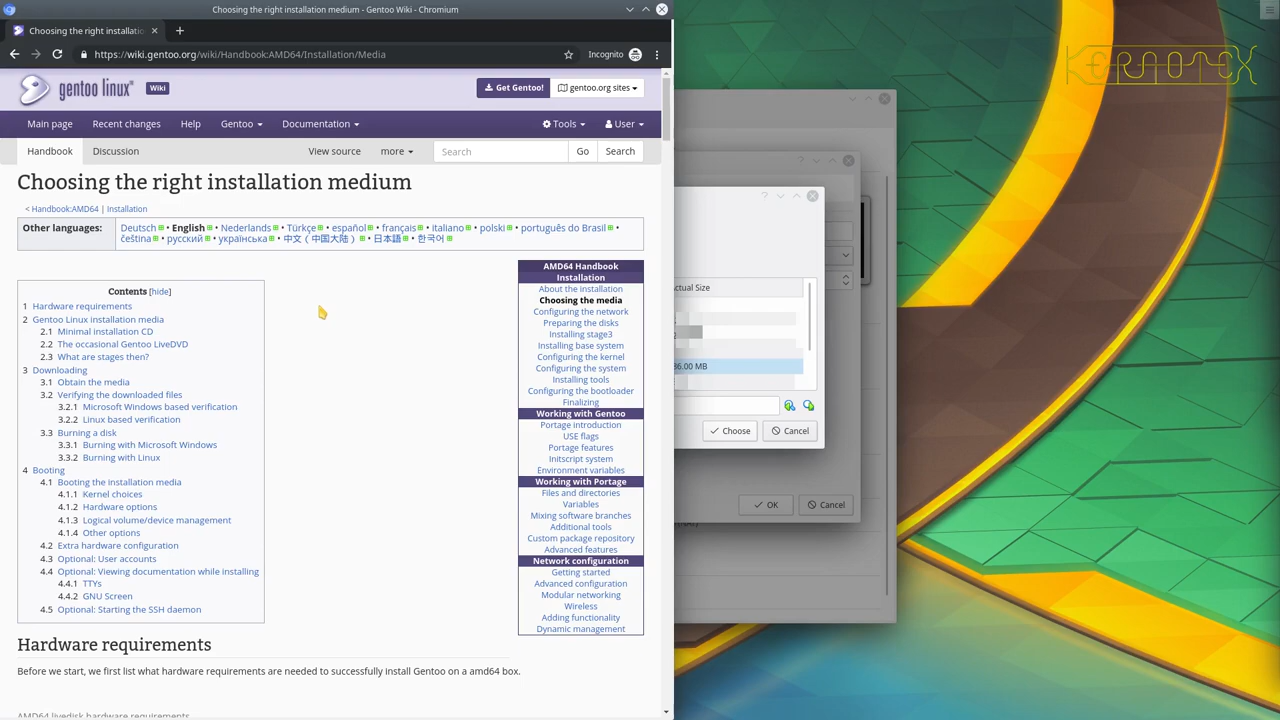 Choosing the right installation medium - Gentoo Wiki - Chromium
Choosing the right installatio
https://wiki.gentoo.org/wiki/Handbook:AMD64/Installation/Media
Incognito
gentoo linux
Wiki
Get Gentoo!
gentoo.org sites
Main page
Recent changes
Help
Gentoo
Documentation
Tools
User
Handbook
Discussion
View source
more
Search
Go
Search
Choosing the right installation medium
< Handbook:AMD64 | Installation
Other languages:
Deutsch • English • Nederlands • Türkçe • español • français • italiano • polski • português do Brasil •
čeština • русский • українська • 中文(中国大陆) • 日本語 • 한국어
Contents [hide]
1 Hardware requirements
2 Gentoo Linux installation media
2.1 Minimal installation CD
2.2 The occasional Gentoo LiveDVD
2.3 What are stages then?
3 Downloading
3.1 Obtain the media
3.2 Verifying the downloaded files
3.2.1 Microsoft Windows based verification
3.2.2 Linux based verification
3.3 Burning a disk
3.3.1 Burning with Microsoft Windows
3.3.2 Burning with Linux
4 Booting
4.1 Booting the installation media
4.1.1 Kernel choices
4.1.2 Hardware options
4.1.3 Logical volume/device management
4.1.4 Other options
4.2 Extra hardware configuration
4.3 Optional: User accounts
4.4 Optional: Viewing documentation while installing
4.4.1 TTYs
4.4.2 GNU Screen
4.5 Optional: Starting the SSH daemon
AMD64 Handbook
Installation
About the installation
Choosing the media
Configuring the network
Preparing the disks
Installing stage3
Installing base system
Configuring the kernel
Configuring the system
Installing tools
Configuring the bootloader
Finalizing
Working with Gentoo
Portage introduction
USE flags
Portage features
Initscript system
Environment variables
Working with Portage
Files and directories
Variables
Mixing software branches
Additional tools
Custom package repository
Advanced features
Network configuration
Getting started
Advanced configuration
Modular networking
Wireless
Adding functionality
Dynamic management
Hardware requirements
Before we start, we first list what hardware requirements are needed to successfully install Gentoo on a amd64 box.
AMD64 livedisk hardware requirements
ctual Size
86.00 MB
Choose
Cancel
OK
Cancel